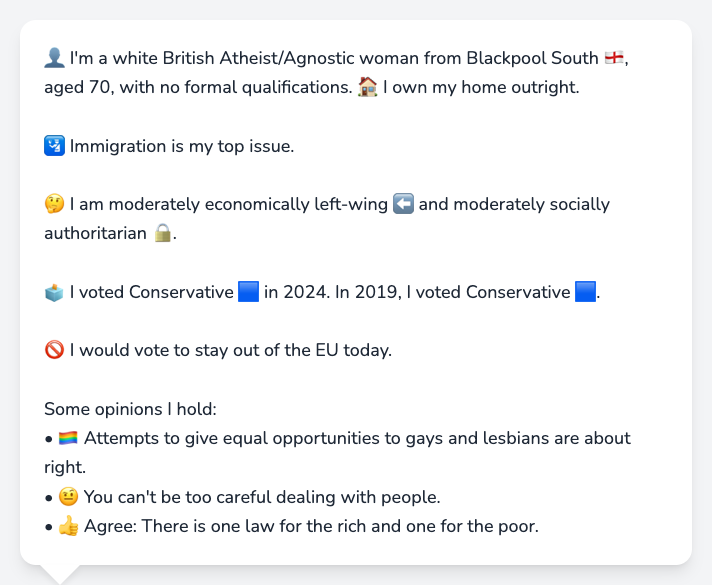 👤 I'm a white British Atheist/Agnostic woman from Blackpool South 🏴󠁧󠁢󠁥󠁮󠁧󠁿,
aged 70, with no formal qualifications. 🏠 I own my home outright.
🛂 Immigration is my top issue.
🤔 I am moderately economically left-wing ⬅️ and moderately socially
authoritarian 🔒.
🗳️ I voted Conservative 🟦 in 2024. In 2019, I voted Conservative 🟦.
🚫 I would vote to stay out of the EU today.
Some opinions I hold:
• 🏳️‍🌈 Attempts to give equal opportunities to gays and lesbians are about
right.
• 🤨 You can't be too careful dealing with people.
• 👍 Agree: There is one law for the rich and one for the poor.